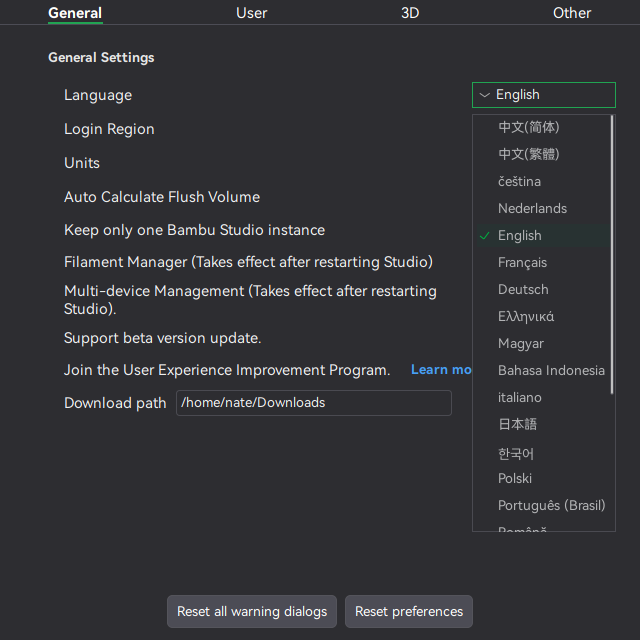 General
User
3D
Other
General Settings
Language
English
Login Region
Units
Auto Calculate Flush Volume
Keep only one Bambu Studio instance
Filament Manager (Takes effect after restarting Studio)
Multi-device Management (Takes effect after restarting
Studio).
Support beta version update.
Join the User Experience Improvement Program.
Learn mo
Download path
/home/nate/Downloads
中文(简体)
中文(繁體)
čeština
Nederlands
English
Français
Deutsch
Ελληνικά
Magyar
Bahasa Indonesia
italiano
日本語
한국어
Polski
Português (Brasil)
Română
Reset all warning dialogs
Reset preferences